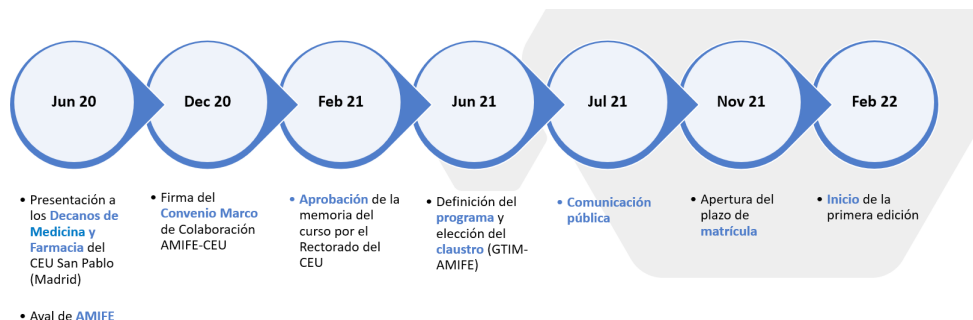 Jun 20
Dec 20
Feb 21
Jun 21
Jul 21
Nov 21
Feb 22
• Presentación a
los Decanos de
Medicina y
Farmacia del
CEU San Pablo
(Madrid)
• Aval de AMIFE
• Firma del
Convenio Marco
de Colaboración
AMIFE-CEU
• Aprobación de la
memoria del
curso por el
Rectorado del
CEU
• Definición del
programa y
elección del
claustro (GTIM-
AMIFE)
• Comunicación
pública
• Apertura del
plazo de
matrícula
• Inicio de la
primera edición